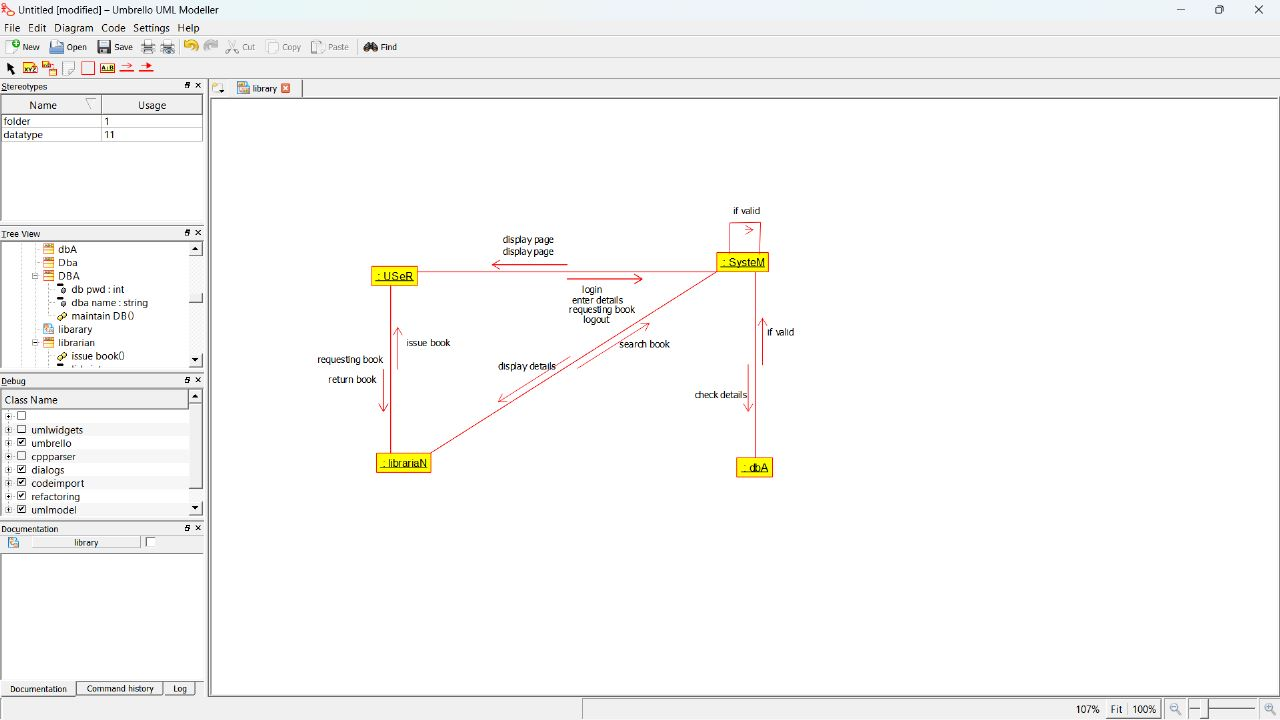 Untitled [modified] – Umbrello UML Modeller
File Edit Diagram Code Settings Help
New Open Save Cut Copy Paste Find
Stereotypes
library
Name Usage
folder 1
datatype 11
Tree View
dbA
Dba
DBA
db pwd : int
dba name : string
maintain DB()
libarary
librarian
issue book()
Debug
Class Name
umlwidgets
umbrello
cppparser
dialogs
codeimport
refactoring
umlmodel
Documentation
library
Documentation Command history Log
if valid
display page
display page
: SysteM
: USeR
login
enter details
requesting book
logout
if valid
issue book
search book
requesting book
display details
return book
check details
: librariaN
: dbA
107% Fit 100%